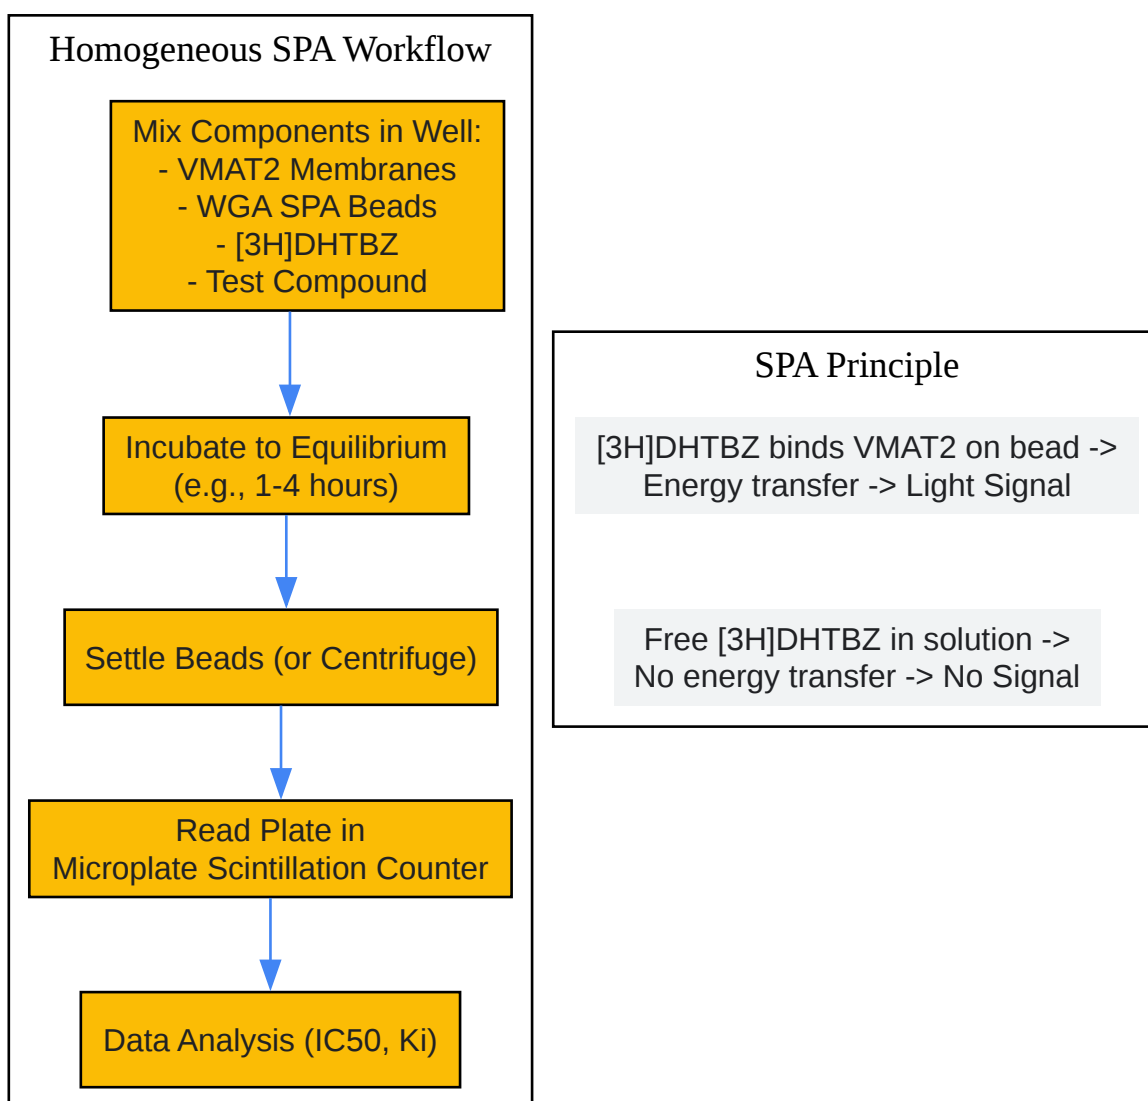 Homogeneous SPA Workflow
Mix Components in Well:
- VMAT2 Membranes
- WGA SPA Beads
- [3H]DHTBZ
- Test Compound
Incubate to Equilibrium
(e.g., 1-4 hours)
Settle Beads (or Centrifuge)
Read Plate in
Microplate Scintillation Counter
Data Analysis (IC50, Ki)
SPA Principle
[3H]DHTBZ binds VMAT2 on bead ->
Energy transfer -> Light Signal
Free [3H]DHTBZ in solution ->
No energy transfer -> No Signal